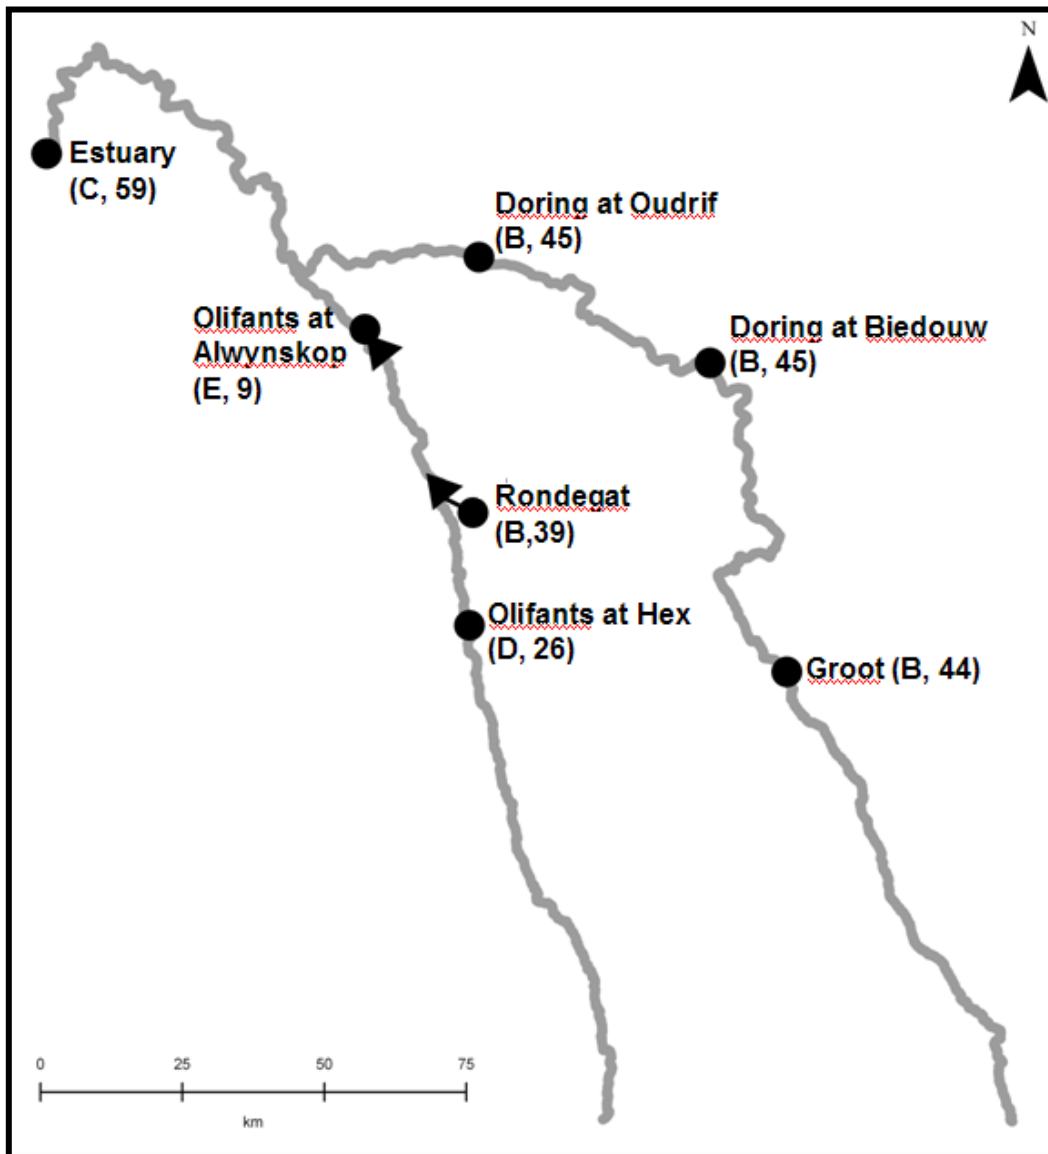 N
Estuary
(C, 59)
Doring at Oudrif
(B, 45)
Olifants at
Alwynskop
(E, 9)
Doring at Biedouw
(B, 45)
Rondegat
(B,39)
Olifants at Hex
(D, 26)
Groot (B, 44)
0 25 50 75
km